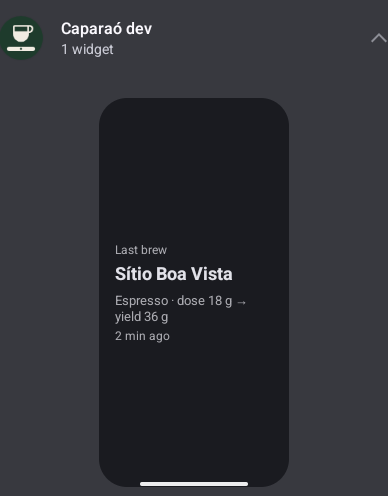 Caparaó dev
1 widget
Last brew
Sítio Boa Vista
Espresso · dose 18 g →
yield 36 g
2 min ago